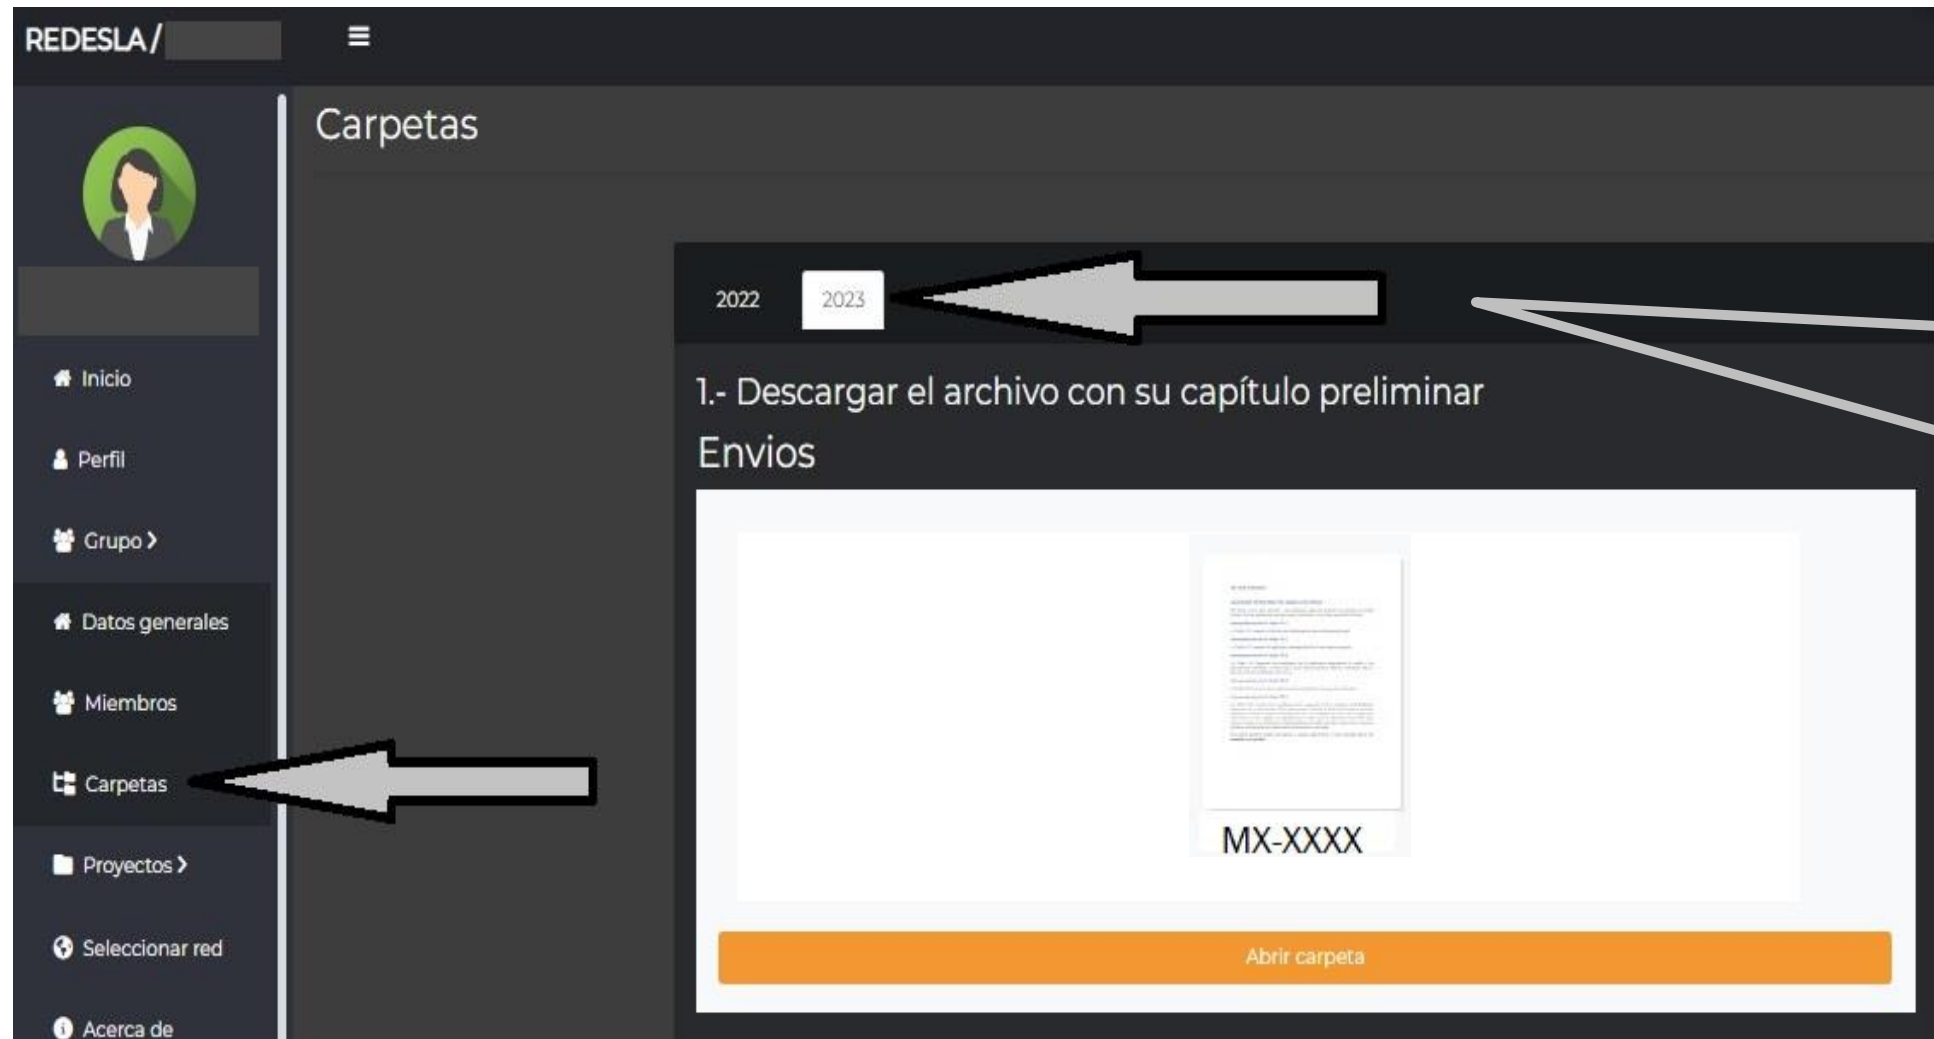 REDESLA/
Carpetas
2022 2023
Inicio
Perfil
Grupo
Datos generales
Miembros
Carpetas
Proyectos
Seleccionar red
Acerca de
1.- Descargar el archivo con su capítulo preliminar
Envios
MX-XXXX
Abrir carpeta